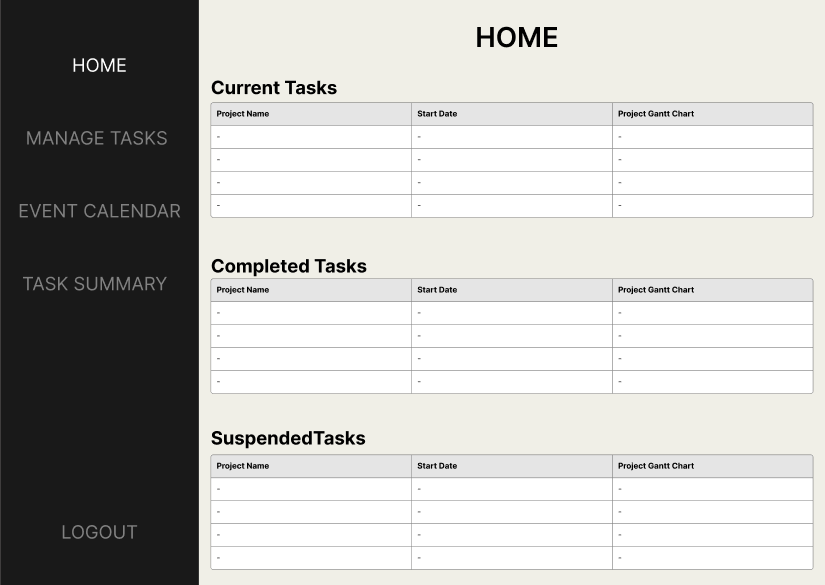 HOME
MANAGE TASKS
EVENT CALENDAR
TASK SUMMARY
LOGOUT
HOME
Current Tasks
Project Name Start Date Project Gantt Chart
- - -
- - -
- - -
- - -
Completed Tasks
Project Name Start Date Project Gantt Chart
- - -
- - -
- - -
- - -
SuspendedTasks
Project Name Start Date Project Gantt Chart
- - -
- - -
- - -
- - -